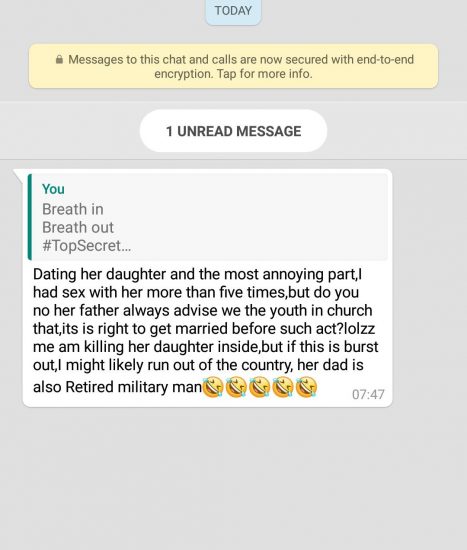 TODAY
Messages to this chat and calls are now secured with end-to-end
encryption. Tap for more info.
1 UNREAD MESSAGE
You
Breath in
Breath out
#TopSecret...
Dating her daughter and the most annoying part,I
had sex with her more than five times,but do you
no her father always advise we the youth in church
that,its is right to get married before such act?lolzz
me am killing her daughter inside,but if this is burst
out,I might likely run out of the country, her dad is
also Retired military man🤣🤣🤣🤣🤣
07:47